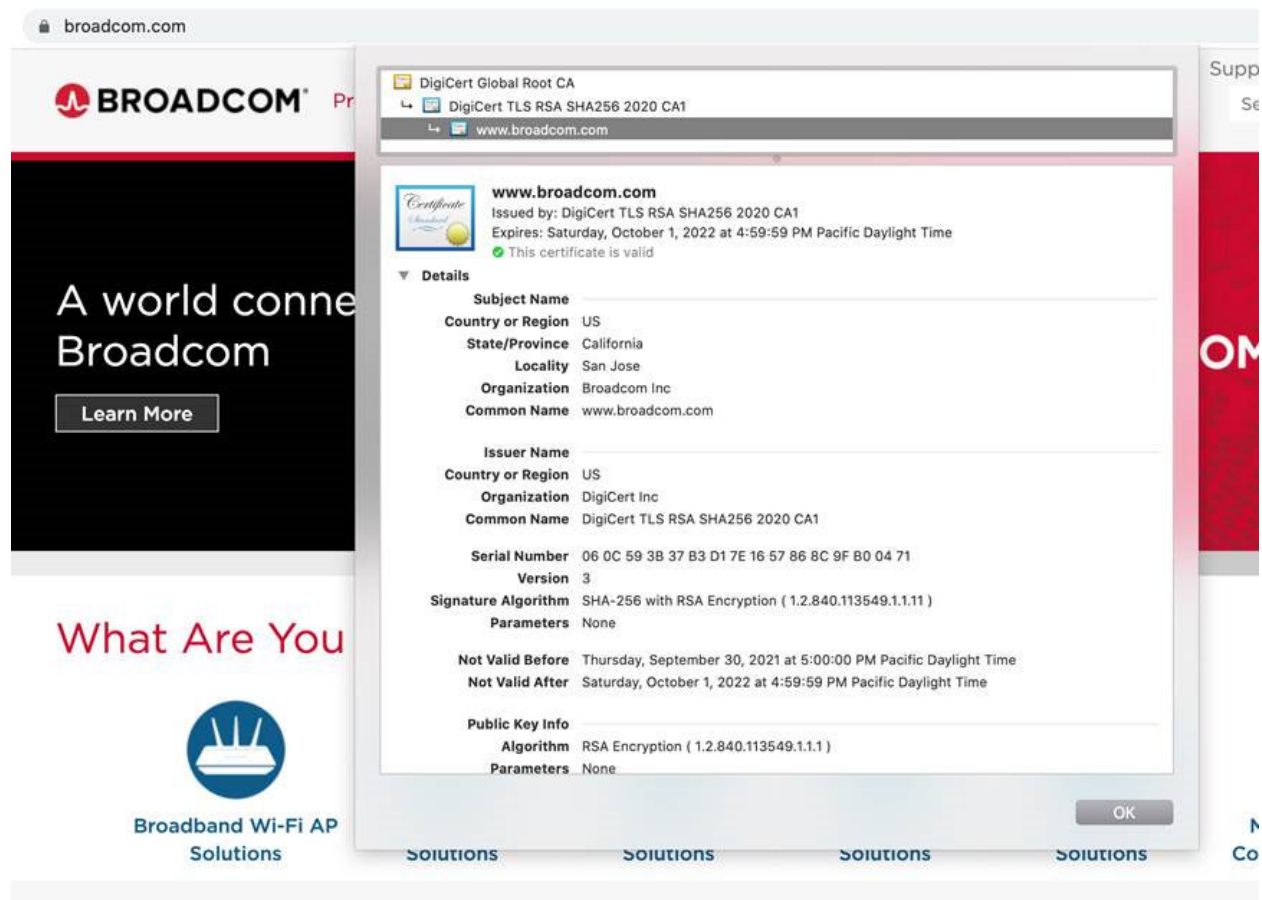 broadcom.com
BROADCOM®
DigiCert Global Root CA
DigiCert TLS RSA SHA256 2020 CA1
www.broadcom.com
Certificate
Standard
www.broadcom.com
Issued by: DigiCert TLS RSA SHA256 2020 CA1
Expires: Saturday, October 1, 2022 at 4:59:59 PM Pacific Daylight Time
This certificate is valid
Details
Subject Name
Country or Region US
State/Province California
Locality San Jose
Organization Broadcom Inc
Common Name www.broadcom.com
Issuer Name
Country or Region US
Organization DigiCert Inc
Common Name DigiCert TLS RSA SHA256 2020 CA1
Serial Number 06 0C 59 3B 37 B3 D1 7E 16 57 86 8C 9F B0 04 71
Version 3
Signature Algorithm SHA-256 with RSA Encryption ( 1.2.840.113549.1.1.11 )
Parameters None
Not Valid Before Thursday, September 30, 2021 at 5:00:00 PM Pacific Daylight Time
Not Valid After Saturday, October 1, 2022 at 4:59:59 PM Pacific Daylight Time
Public Key Info
Algorithm RSA Encryption ( 1.2.840.113549.1.1.1 )
Parameters None
OK
A world conne
Broadcom
Learn More
What Are You
Broadband Wi-Fi AP
Solutions
Solutions
Solutions
Solutions
Solutions